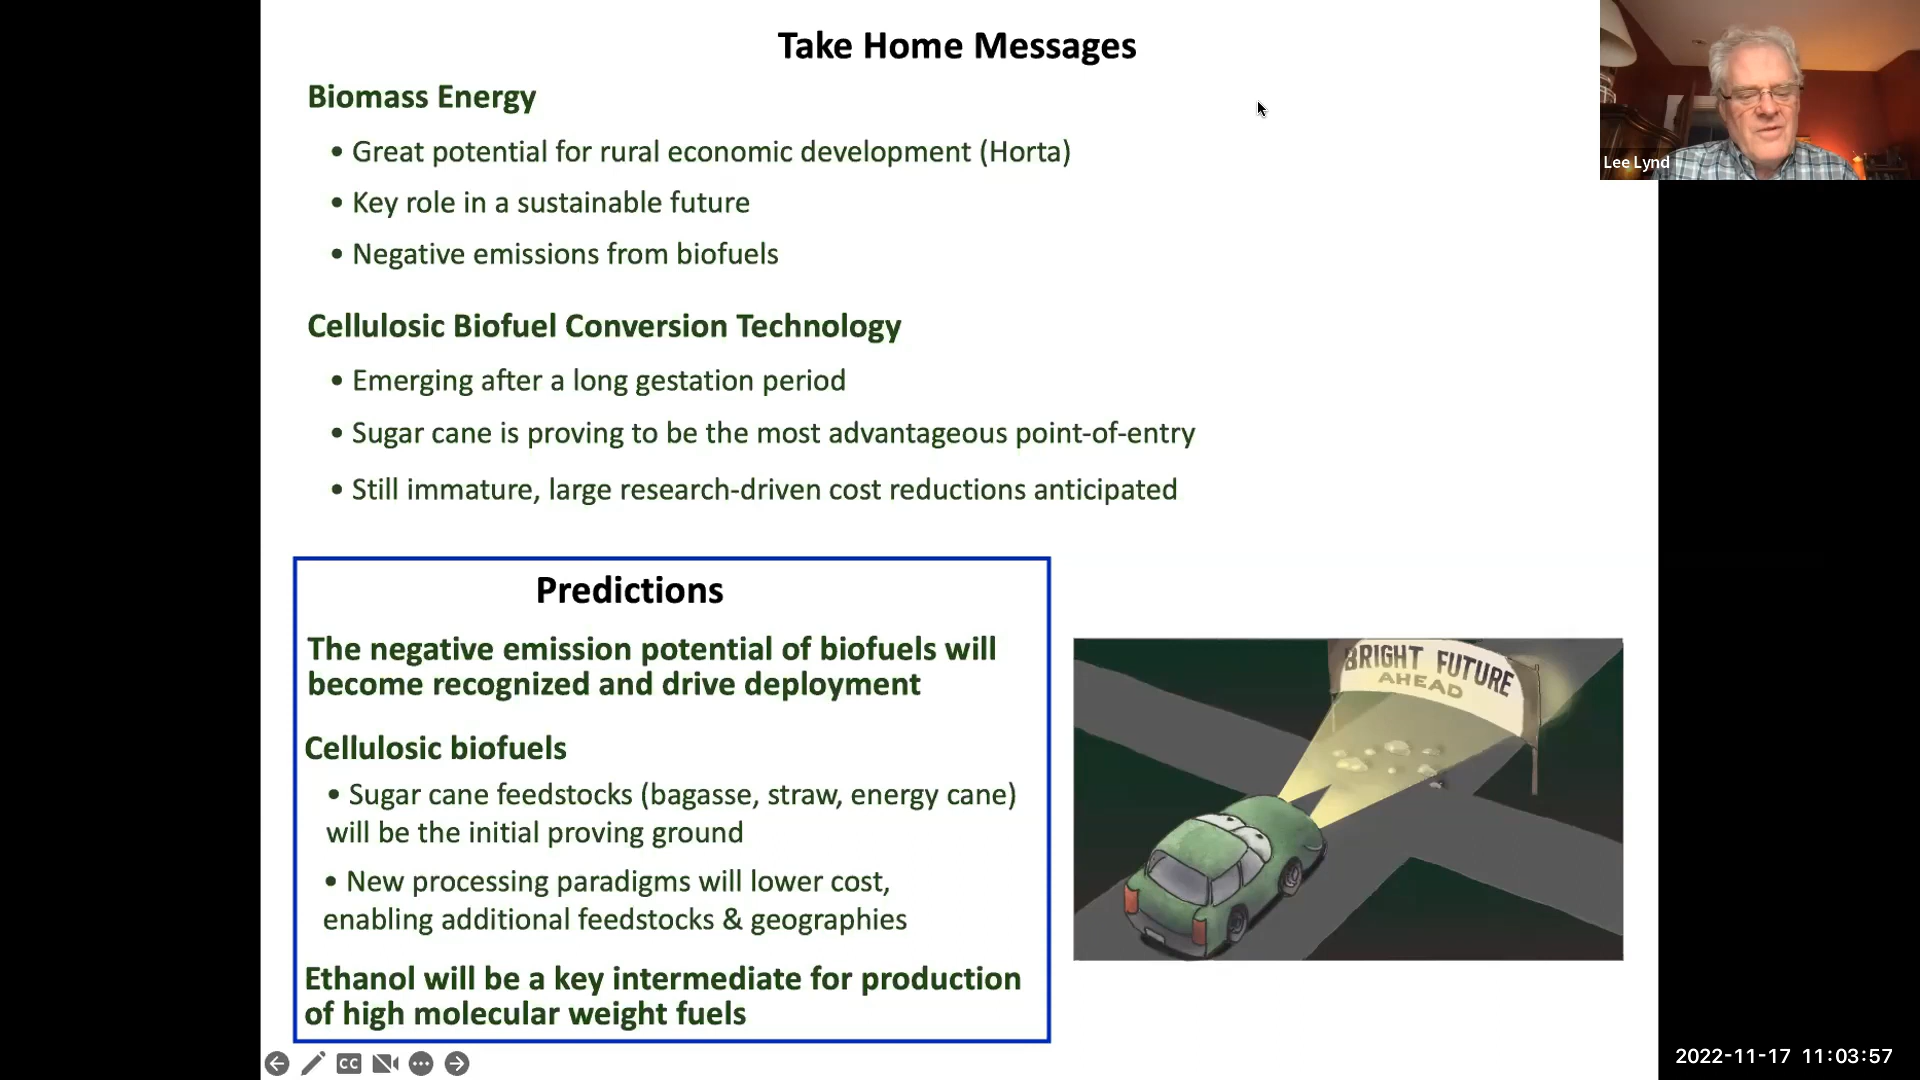 Take Home Messages
Biomass Energy
• Great potential for rural economic development (Horta)
• Key role in a sustainable future
• Negative emissions from biofuels
Cellulosic Biofuel Conversion Technology
• Emerging after a long gestation period
• Sugar cane is proving to be the most advantageous point-of-entry
• Still immature, large research-driven cost reductions anticipated
Predictions
The negative emission potential of biofuels will
become recognized and drive deployment
Cellulosic biofuels
• Sugar cane feedstocks (bagasse, straw, energy cane)
will be the initial proving ground
• New processing paradigms will lower cost,
enabling additional feedstocks & geographies
Ethanol will be a key intermediate for production
of high molecular weight fuels
BRIGHT FUTURE
AHEAD
Lee Lynd
CC
2022-11-17 11:03:57